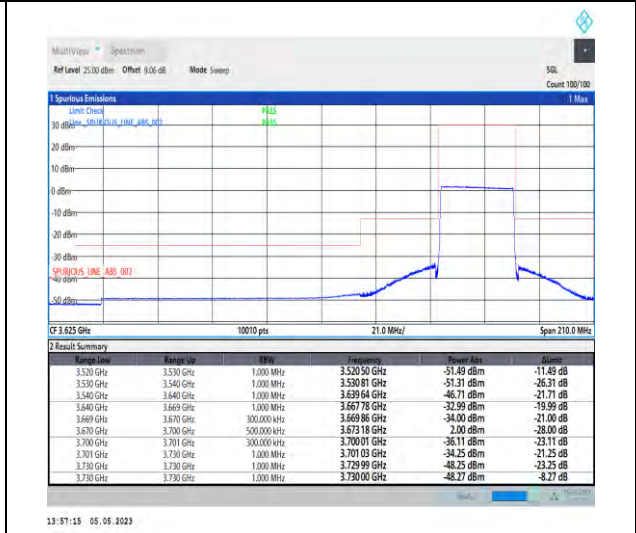 MultiView Spectrum
Ref Level 25.00 dBm Offset 9.06 dB Mode Sweep SGL
Count 100/100
1 Spurious Emissions 1 Max
Limit Check PASS
Line _SPURIOUS_LINE_ABS_002 PASS
30 dBm
20 dBm
10 dBm
0 dBm
-10 dBm
-20 dBm
-30 dBm
SPURIOUS_LINE_ABS_002
-40 dBm
-50 dBm
CF 3.625 GHz 10010 pts 21.0 MHz/ Span 210.0 MHz
2 Result Summary
Range Low Range Up RBW Frequency Power Abs ΔLimit
3.520 GHz 3.530 GHz 1.000 MHz 3.520 50 GHz -51.49 dBm -11.49 dB
3.530 GHz 3.540 GHz 1.000 MHz 3.530 81 GHz -51.31 dBm -26.31 dB
3.540 GHz 3.640 GHz 1.000 MHz 3.639 64 GHz -46.71 dBm -21.71 dB
3.640 GHz 3.669 GHz 1.000 MHz 3.667 78 GHz -32.99 dBm -19.99 dB
3.669 GHz 3.670 GHz 300.000 kHz 3.669 86 GHz -34.00 dBm -21.00 dB
3.670 GHz 3.700 GHz 500.000 kHz 3.673 18 GHz 2.00 dBm -28.00 dB
3.700 GHz 3.701 GHz 300.000 kHz 3.700 01 GHz -36.11 dBm -23.11 dB
3.701 GHz 3.730 GHz 1.000 MHz 3.701 03 GHz -34.25 dBm -21.25 dB
3.730 GHz 3.730 GHz 1.000 MHz 3.729 99 GHz -48.25 dBm -23.25 dB
3.730 GHz 3.730 GHz 1.000 MHz 3.730 00 GHz -48.27 dBm -8.27 dB
13:57:15 05.05.2023